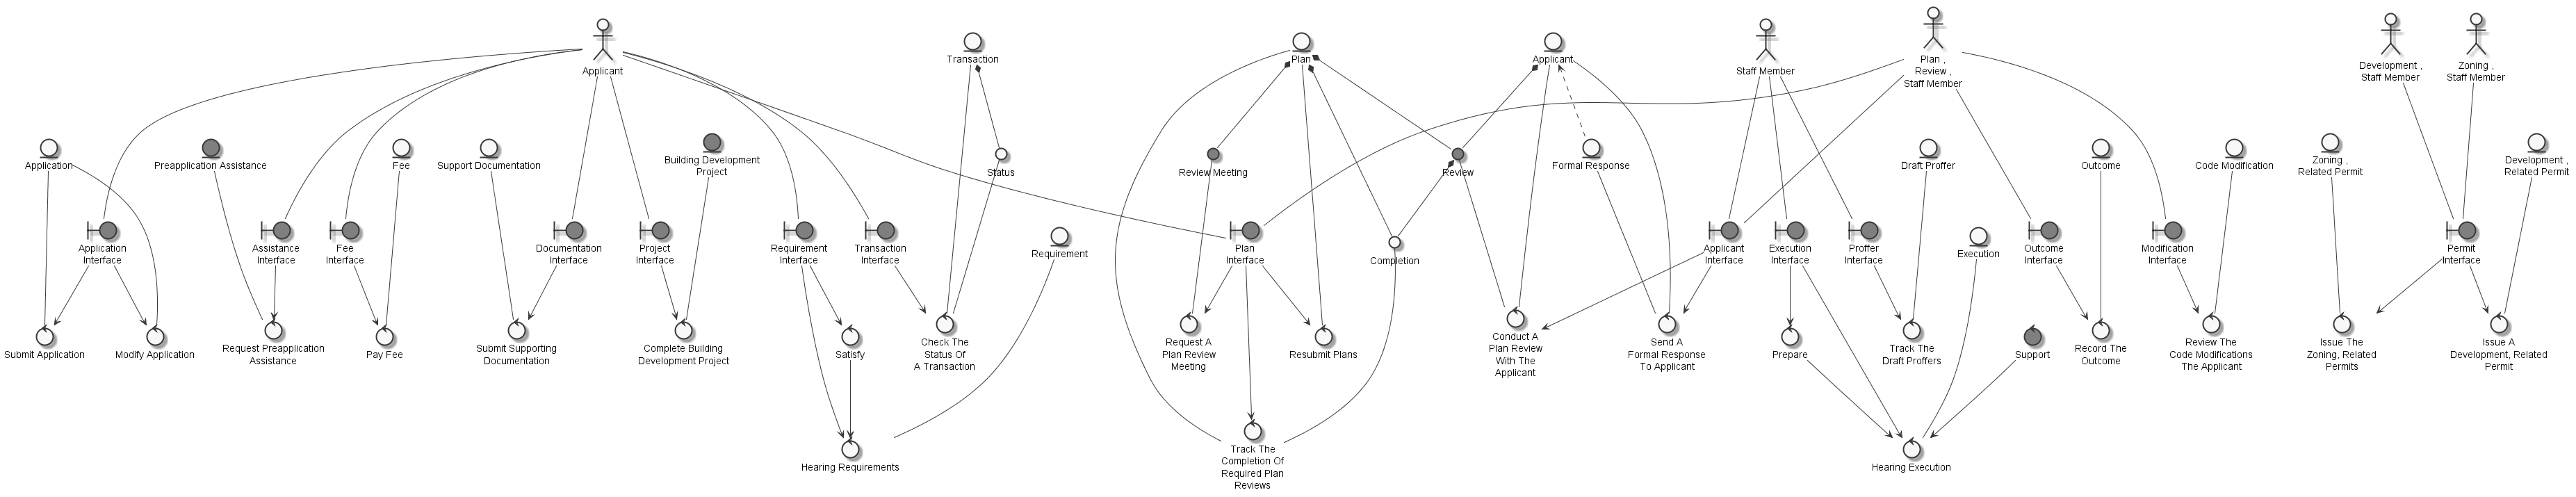 Applicant
Transaction
Plan
Applicant
Staff Member
Plan ,
Review ,
Staff Member
Development ,
Staff Member
Zoning ,
Staff Member
Application
Preapplication Assistance
Fee
Support Documentation
Building Development
Project
Status
Review Meeting
Review
Formal Response
Draft Proffer
Outcome
Code Modification
Zoning ,
Related Permit
Development ,
Related Permit
Application
Interface
Assistance
Interface
Fee
Interface
Documentation
Interface
Project
Interface
Requirement
Interface
Transaction
Interface
Requirement
Plan
Interface
Completion
Applicant
Interface
Execution
Interface
Proffer
Interface
Execution
Outcome
Interface
Modification
Interface
Permit
Interface
Submit Application
Modify Application
Request Preapplication
Assistance
Pay Fee
Submit Supporting
Documentation
Complete Building
Development Project
Satisfy
Check The
Status Of
A Transaction
Request A
Plan Review
Meeting
Resubmit Plans
Conduct A
Plan Review
With The
Applicant
Send A
Formal Response
To Applicant
Prepare
Track The
Draft Proffers
Support
Record The
Outcome
Review The
Code Modifications
The Applicant
Issue The
Zoning, Related
Permits
Issue A
Development, Related
Permit
Hearing Requirements
Track The
Completion Of
Required Plan
Reviews
Hearing Execution